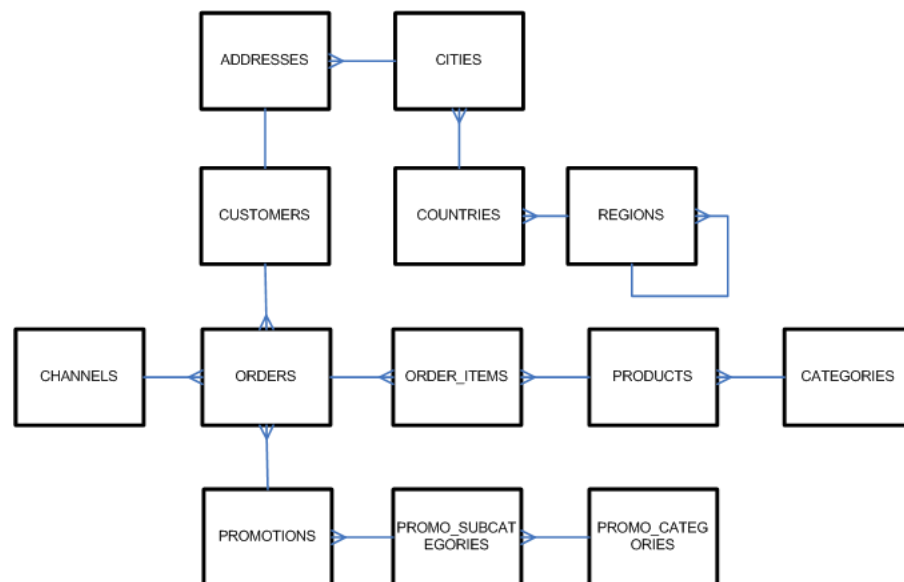 ADDRESSES
CITIES
CUSTOMERS
COUNTRIES
REGIONS
CHANNELS
ORDERS
ORDER_ITEMS
PRODUCTS
CATEGORIES
PROMOTIONS
PROMO_SUBCAT
EGORIES
PROMO_CATEG
ORIES